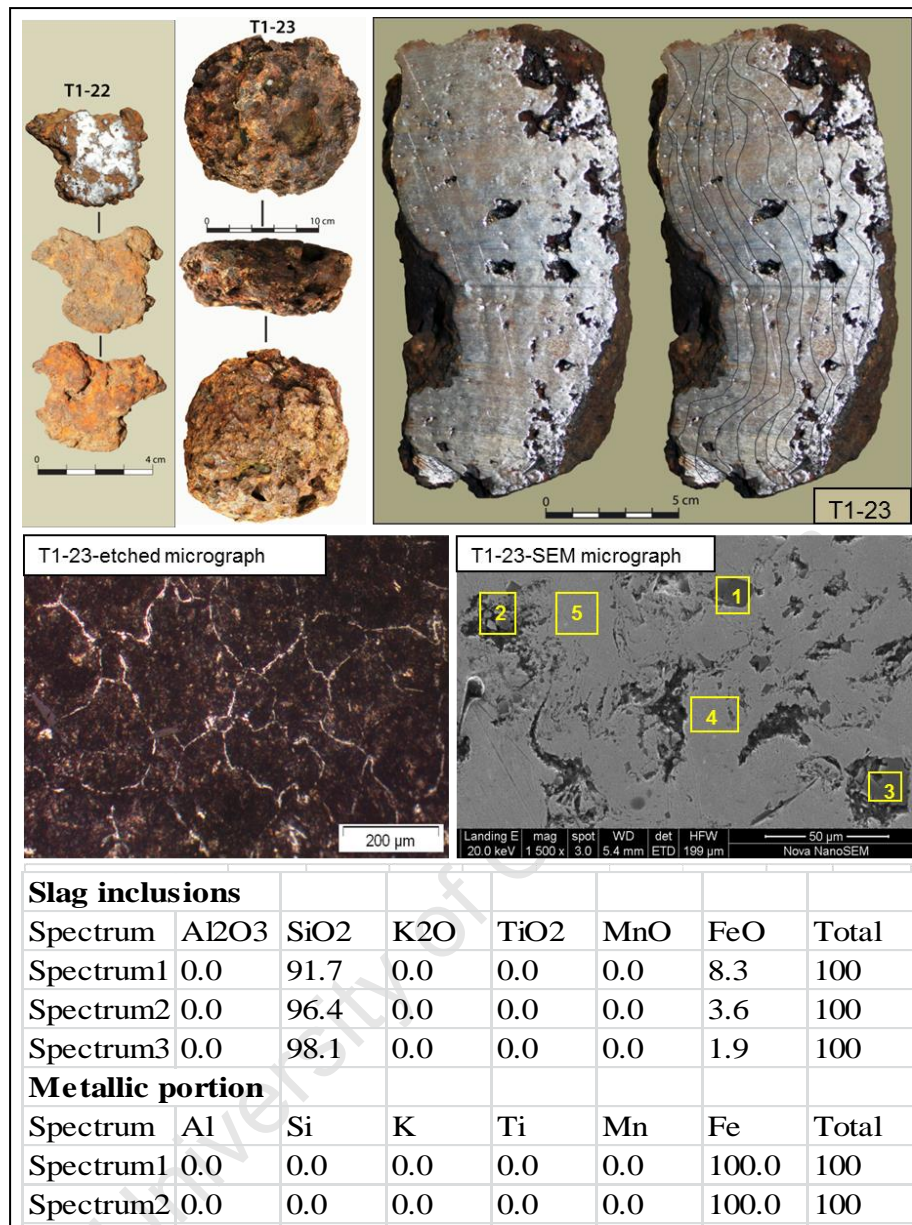 T1-22
T1-23
0 10 cm
0 4 cm
0 5 cm
T1-23
T1-23-etched micrograph
200 µm
T1-23-SEM micrograph
1
2
5
4
3
Landing E mag spot WD det HFW 50 µm
20.0 keV 1 500 x 3.0 5.4 mm ETD 199 µm Nova NanoSEM
Slag inclusions
Spectrum Al2O3 SiO2 K2O TiO2 MnO FeO Total
Spectrum1 0.0 91.7 0.0 0.0 0.0 8.3 100
Spectrum2 0.0 96.4 0.0 0.0 0.0 3.6 100
Spectrum3 0.0 98.1 0.0 0.0 0.0 1.9 100
Metallic portion
Spectrum Al Si K Ti Mn Fe Total
Spectrum1 0.0 0.0 0.0 0.0 0.0 100.0 100
Spectrum2 0.0 0.0 0.0 0.0 0.0 100.0 100
University of C